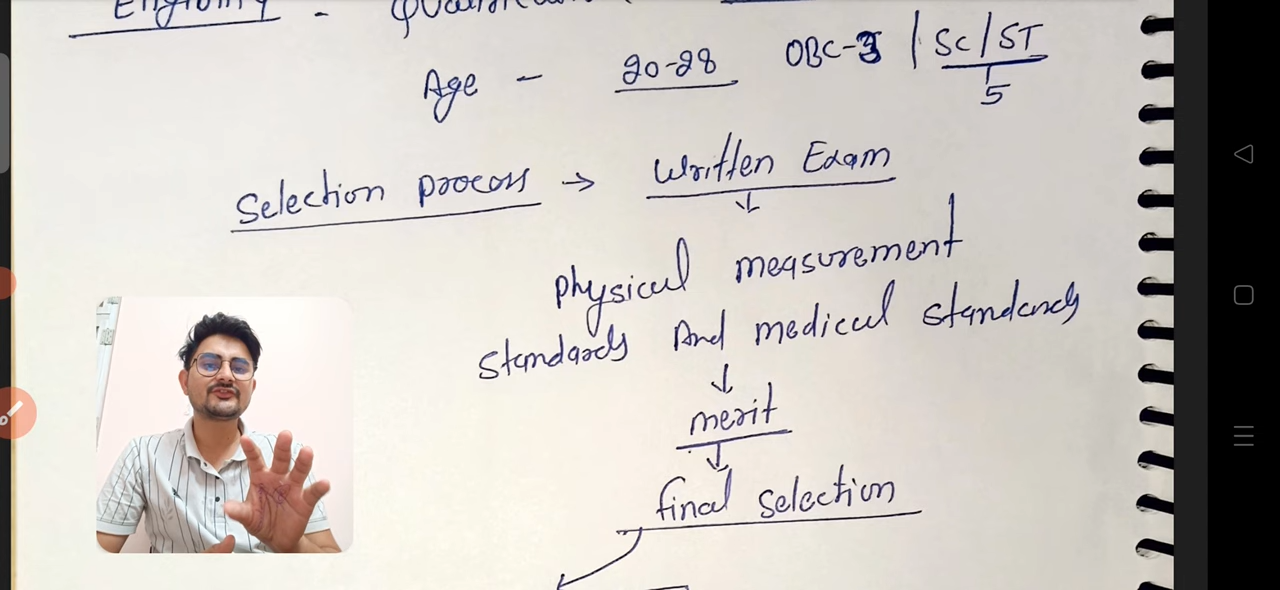 Eligibility -
Age - 20-28 OBC-3 | SC/ST
5
Selection process → Written Exam
↓
physical measurement
standards And medical standards
↓
merit
↓
final selection